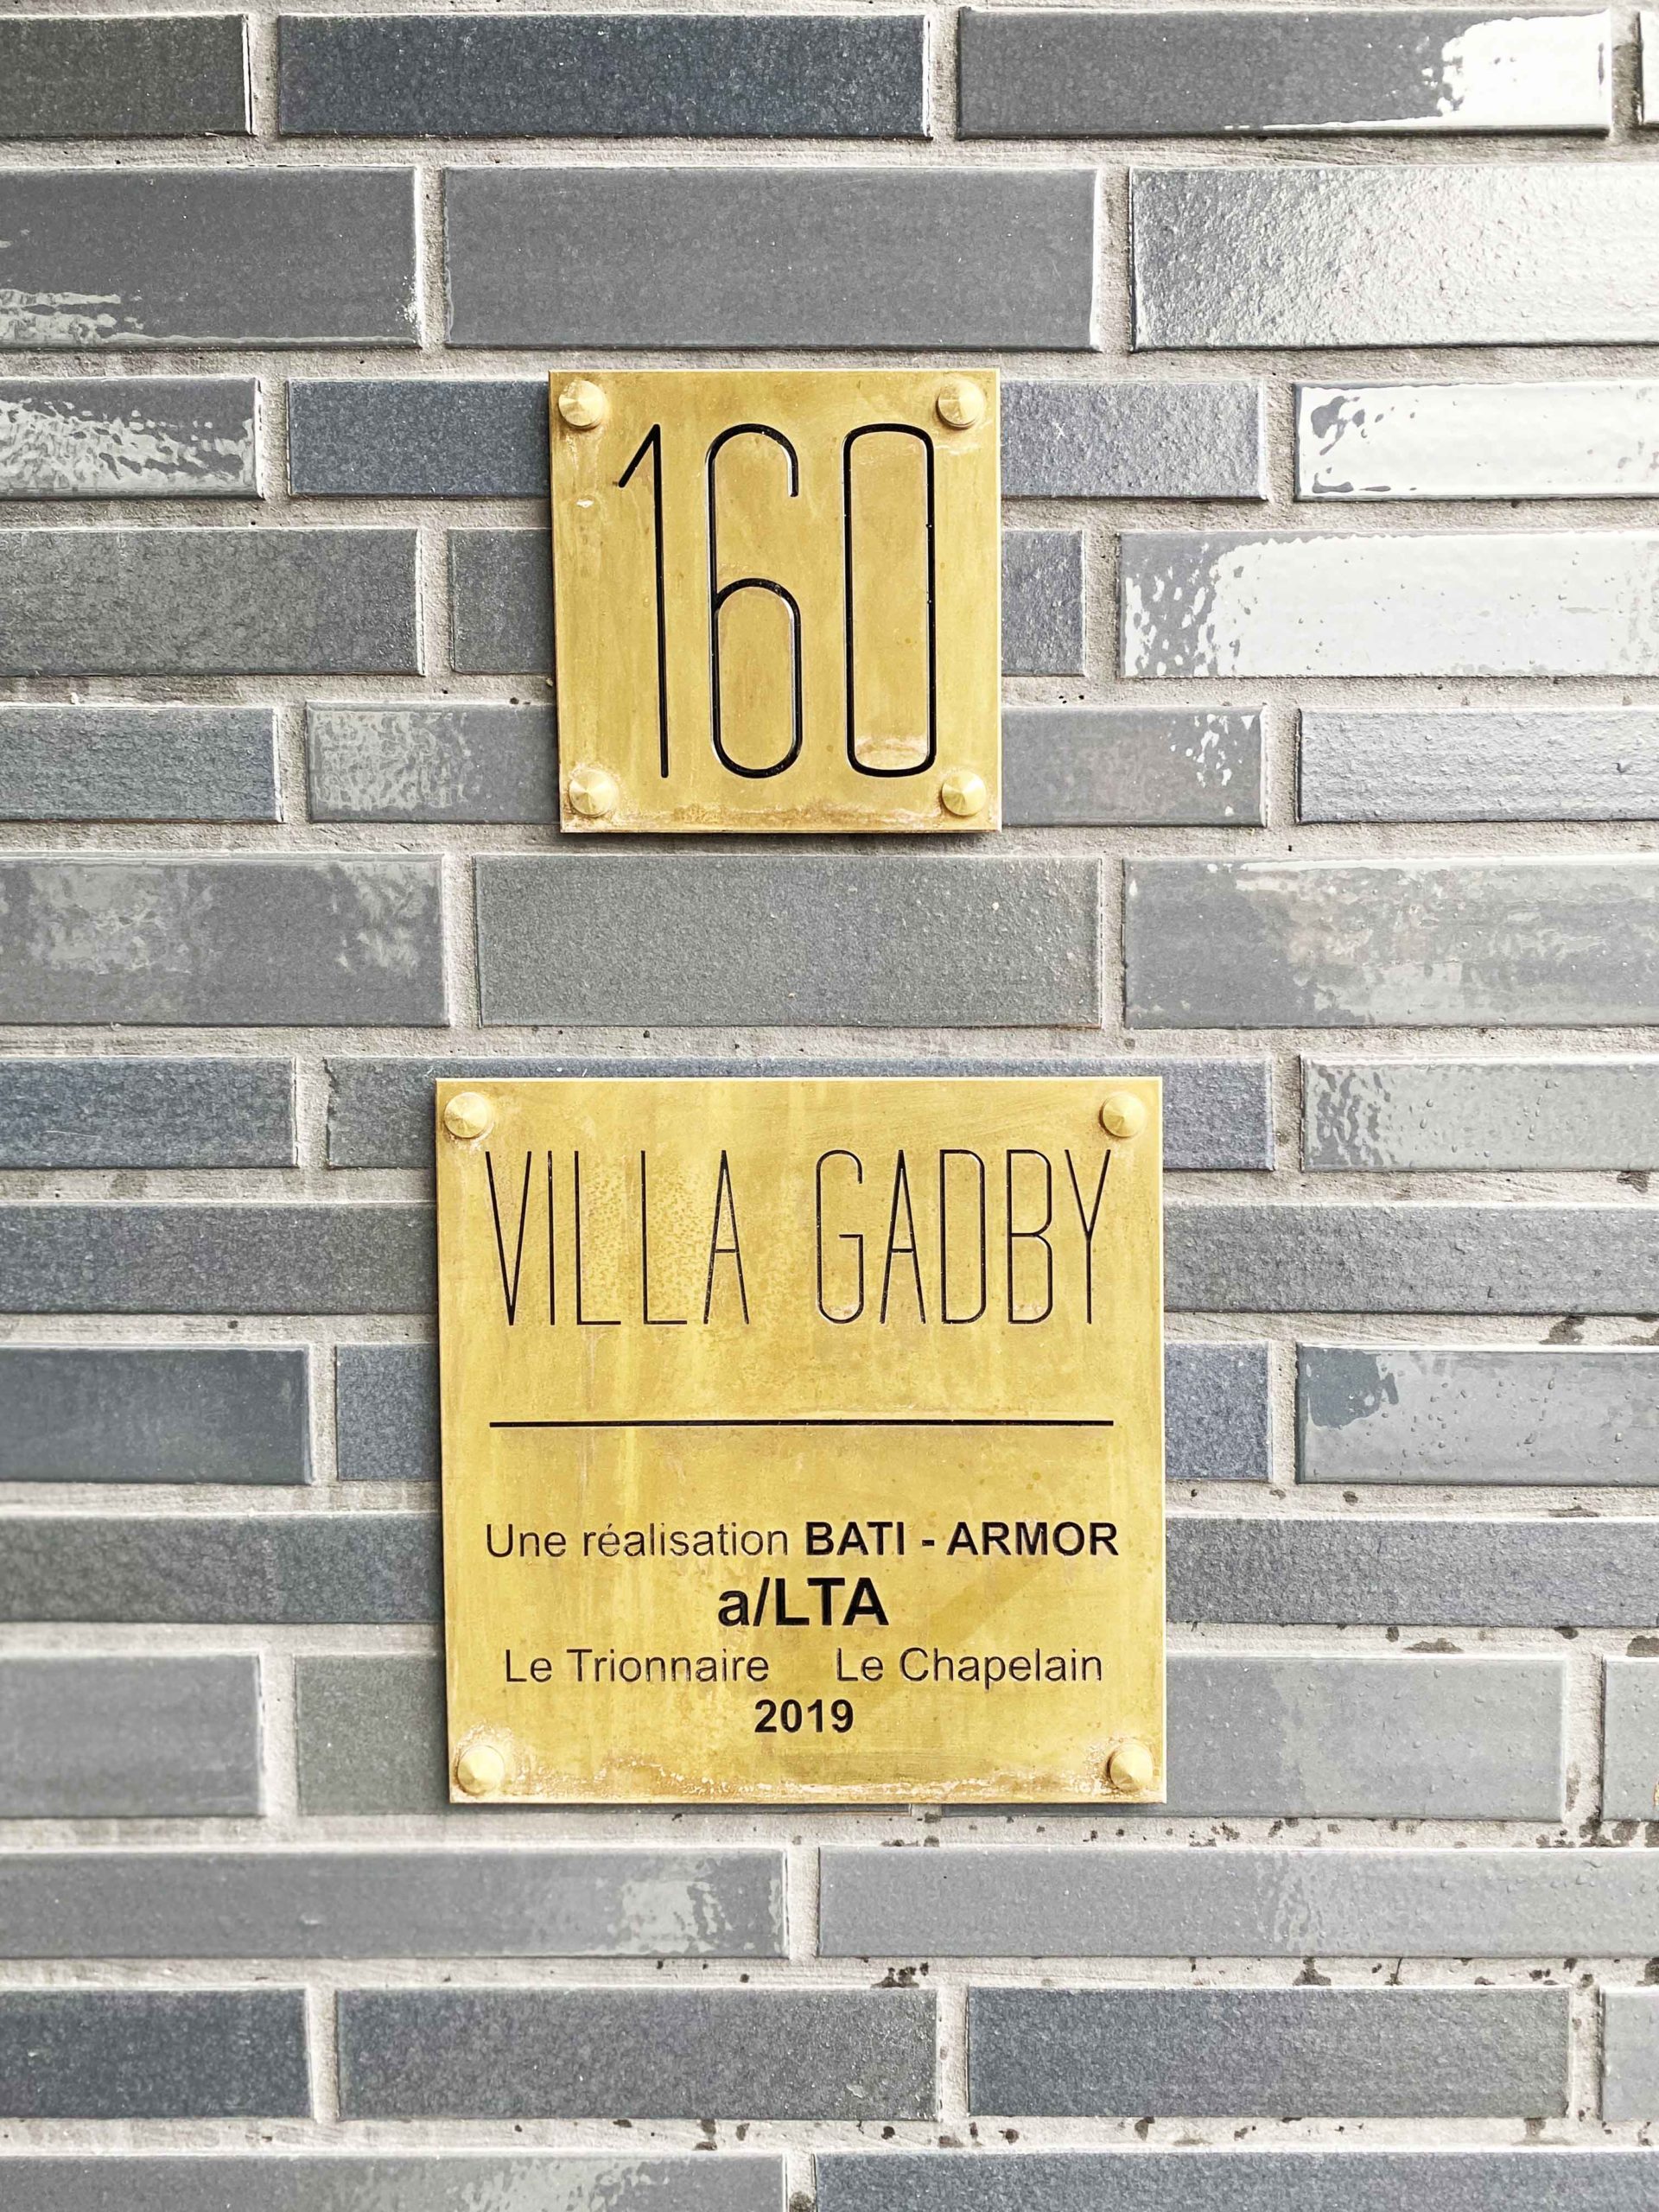 160
VILLA GADBY
Une réalisation BATI - ARMOR
a/LTA
Le Trionnaire Le Chapelain
2019